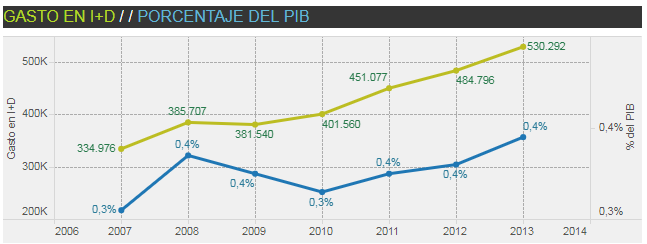 GASTO EN I+D // PORCENTAJE DEL PIB
500K
400K
300K
200K
Gasto en I+D
334.976
385.707
381.540
401.560
451.077
484.796
530.292
0,3%
0,4%
0,4%
0,3%
0,4%
0,4%
0,4%
0,4%
0,3%
% del PIB
2006 2007 2008 2009 2010 2011 2012 2013 2014